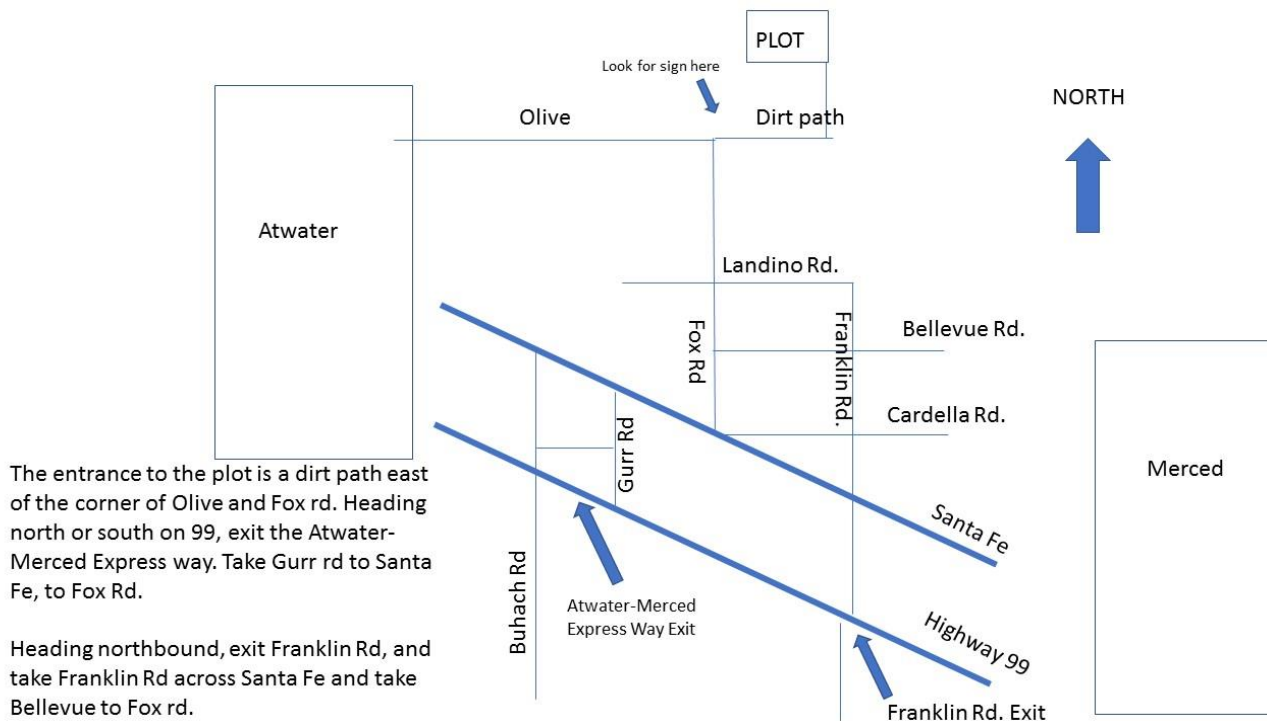 PLOT
Look for sign here
NORTH
Olive
Dirt path
Atwater
Landino Rd.
Fox Rd
Franklin Rd.
Bellevue Rd.
Cardella Rd.
Gurr Rd
Merced
The entrance to the plot is a dirt path east
of the corner of Olive and Fox rd. Heading
north or south on 99, exit the Atwater-
Merced Express way. Take Gurr rd to Santa
Fe, to Fox Rd.
Heading northbound, exit Franklin Rd, and
take Franklin Rd across Santa Fe and take
Bellevue to Fox rd.
Santa Fe
Buhach Rd
Atwater-Merced
Express Way Exit
Highway 99
Franklin Rd. Exit